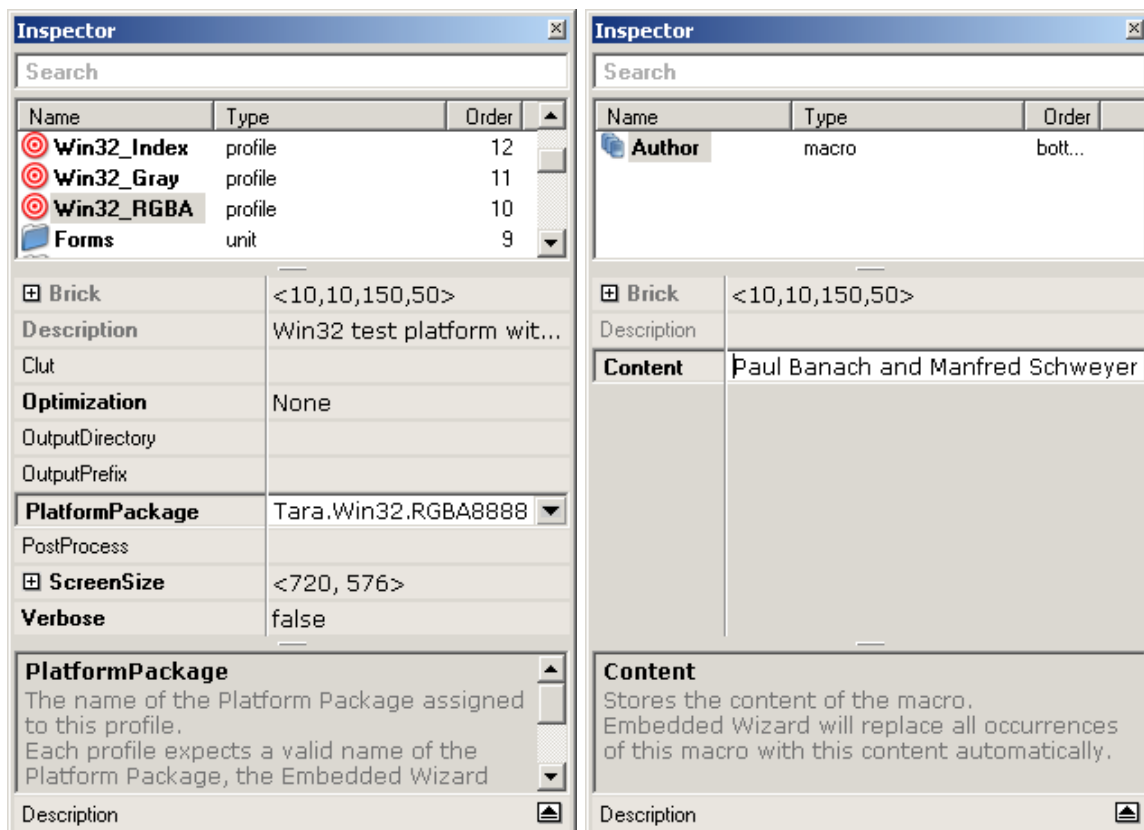 Inspector
Search
Name Type Order
Win32_Index profile 12
Win32_Gray profile 11
Win32_RGBA profile 10
Forms unit 9
Brick <10,10,150,50>
Description Win32 test platform wit...
Clut
Optimization None
OutputDirectory
OutputPrefix
PlatformPackage Tara.Win32.RGBA8888
PostProcess
ScreenSize <720, 576>
Verbose false
PlatformPackage
The name of the Platform Package assigned
to this profile.
Each profile expects a valid name of the
Platform Package, the Embedded Wizard
Description
Inspector
Search
Name Type Order
Author macro bott...
Brick <10,10,150,50>
Description
Content Paul Banach and Manfred Schweyer
Content
Stores the content of the macro.
Embedded Wizard will replace all occurrences
of this macro with this content automatically.
Description